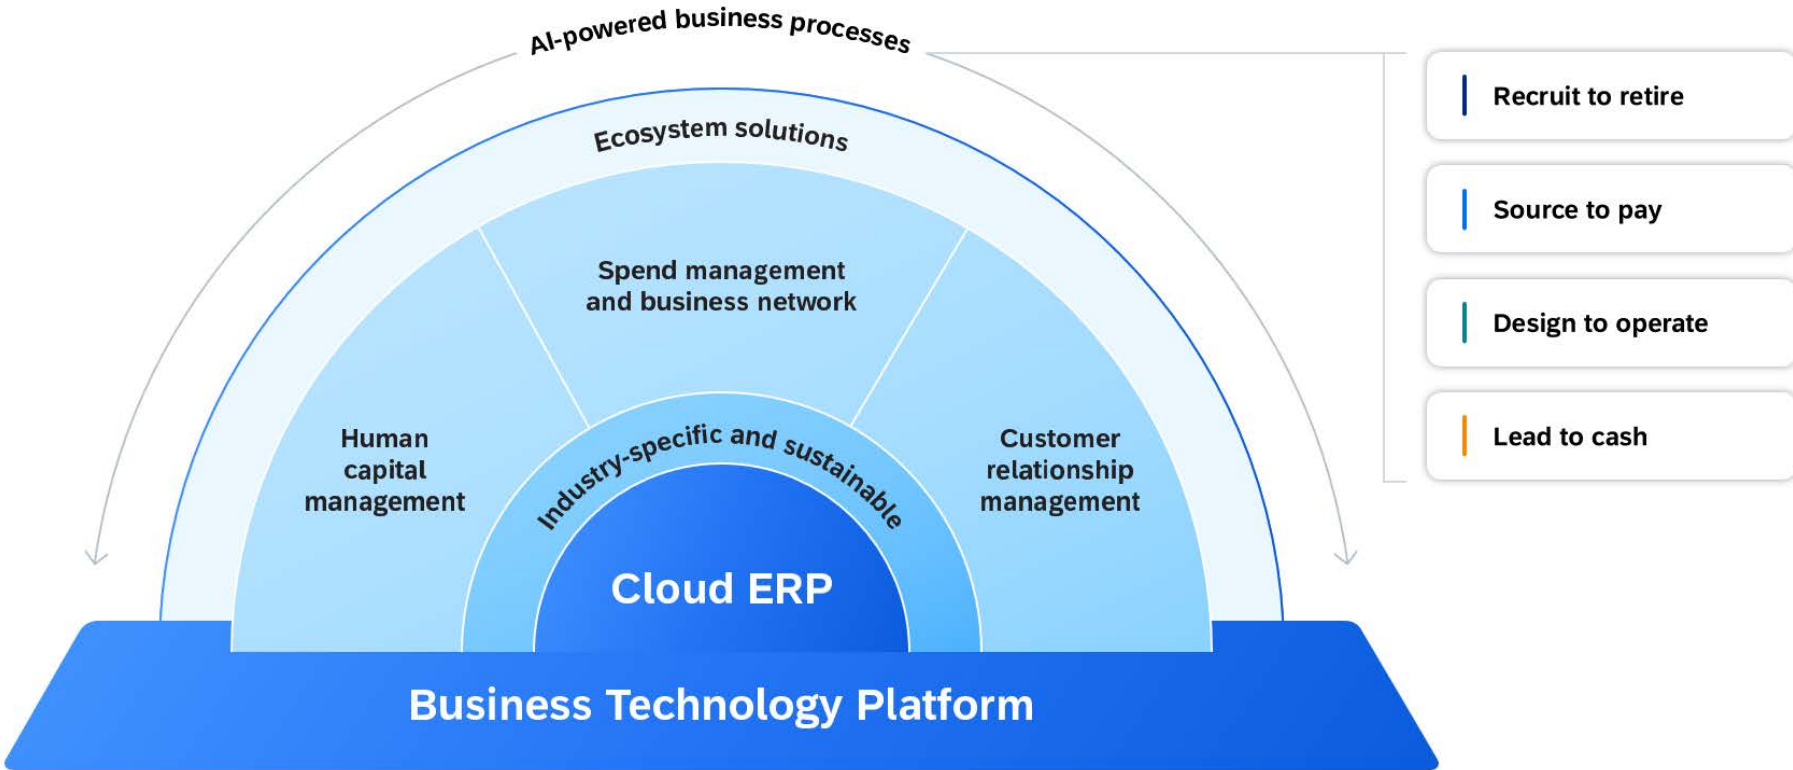 AI-powered business processes
Ecosystem solutions
Spend management
and business network
Human
capital
management
Customer
relationship
management
Industry-specific and sustainable
Cloud ERP
Business Technology Platform
Recruit to retire
Source to pay
Design to operate
Lead to cash